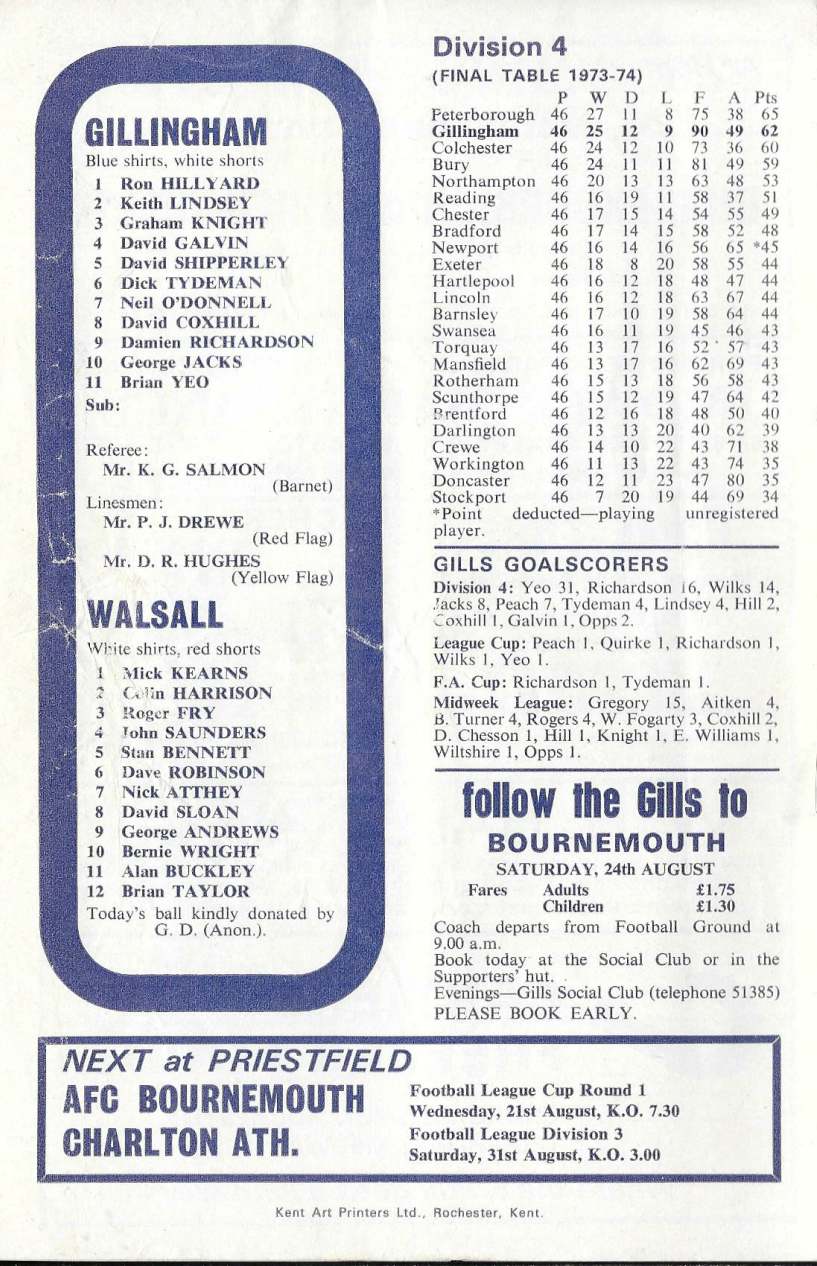 GILLINGHAM
Blue shirts, white shorts
1 Ron HILLYARD
2 Keith LINDSEY
3 Graham KNIGHT
4 David GALVIN
5 David SHIPPERLEY
6 Dick TYDEMAN
7 Neil O'DONNELL
8 David COXHILL
9 Damien RICHARDSON
10 George JACKS
11 Brian YEO
Sub:
Referee:
Mr. K. G. SALMON
(Barnet)
Linesmen:
Mr. P. J. DREWE
(Red Flag)
Mr. D. R. HUGHES
(Yellow Flag)
WALSALL
White shirts, red shorts
1 Mick KEARNS
2 Colin HARRISON
3 Roger FRY
4 John SAUNDERS
5 Stan BENNETT
6 Dave ROBINSON
7 Nick ATTHEY
8 David SLOAN
9 George ANDREWS
10 Bernie WRIGHT
11 Alan BUCKLEY
12 Brian TAYLOR
Today's ball kindly donated by
G. D. (Anon.).
Division 4
(FINAL TABLE 1973-74)
P W D L F A Pts
Peterborough 46 27 11 8 75 38 65
Gillingham 46 25 12 9 90 49 62
Colchester 46 24 12 10 73 36 60
Bury 46 24 11 11 81 49 59
Northampton 46 20 13 13 63 48 53
Reading 46 16 19 11 58 37 51
Chester 46 17 15 14 54 55 49
Bradford 46 17 14 15 58 52 48
Newport 46 16 14 16 56 65 *45
Exeter 46 18 8 20 58 55 44
Hartlepool 46 16 12 18 48 47 44
Lincoln 46 16 12 18 63 67 44
Barnsley 46 17 10 19 58 64 44
Swansea 46 16 11 19 45 46 43
Torquay 46 13 17 16 52 57 43
Mansfield 46 13 17 16 62 69 43
Rotherham 46 15 13 18 56 58 43
Scunthorpe 46 15 12 19 47 64 42
Brentford 46 12 16 18 48 50 40
Darlington 46 13 13 20 40 62 39
Crewe 46 14 10 22 43 71 38
Workington 46 11 13 22 43 74 35
Doncaster 46 12 11 23 47 80 35
Stockport 46 7 20 19 44 69 34
*Point deducted—playing unregistered
player.
GILLS GOALSCORERS
Division 4: Yeo 31, Richardson 16, Wilks 14,
Jacks 8, Peach 7, Tydeman 4, Lindsey 4, Hill 2,
Coxhill 1, Galvin 1, Opps 2.
League Cup: Peach 1, Quirke 1, Richardson 1,
Wilks 1, Yeo 1.
F.A. Cup: Richardson 1, Tydeman 1.
Midweek League: Gregory 15, Aitken 4,
B. Turner 4, Rogers 4, W. Fogarty 3, Coxhill 2,
D. Chesson 1, Hill 1, Knight 1, E. Williams 1,
Wiltshire 1, Opps 1.
follow the Gills to
BOURNEMOUTH
SATURDAY, 24th AUGUST
Fares Adults £1.75
Children £1.30
Coach departs from Football Ground at
9.00 a.m.
Book today at the Social Club or in the
Supporters' hut.
Evenings—Gills Social Club (telephone 51385)
PLEASE BOOK EARLY.
NEXT at PRIESTFIELD
AFC BOURNEMOUTH
Football League Cup Round 1
Wednesday, 21st August, K.O. 7.30
CHARLTON ATH.
Football League Division 3
Saturday, 31st August, K.O. 3.00
Kent Art Printers Ltd., Rochester, Kent.